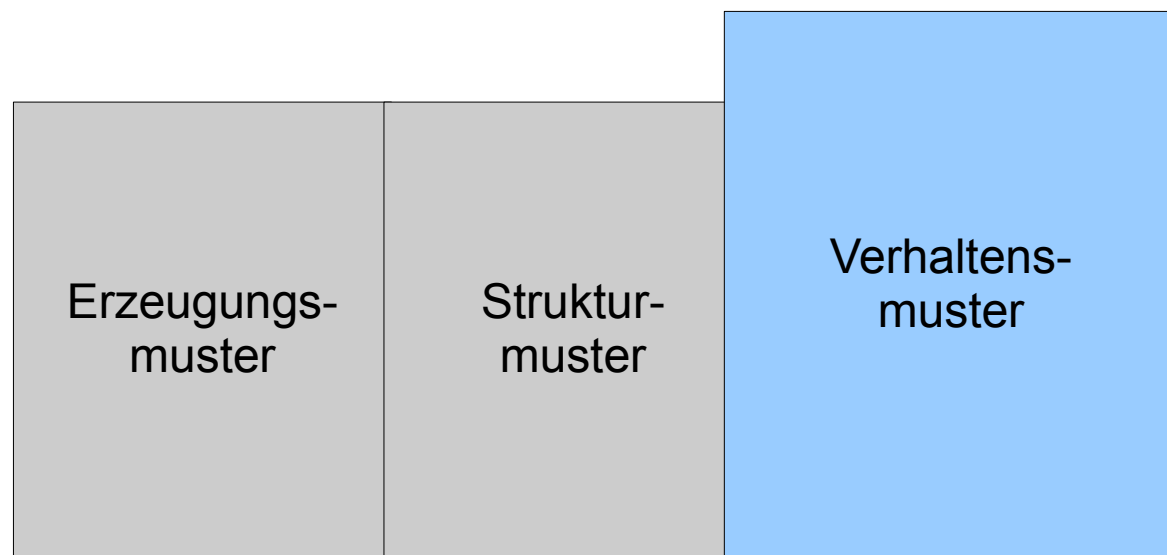 Erzeugungs-
muster
Struktur-
muster
Verhaltens-
muster